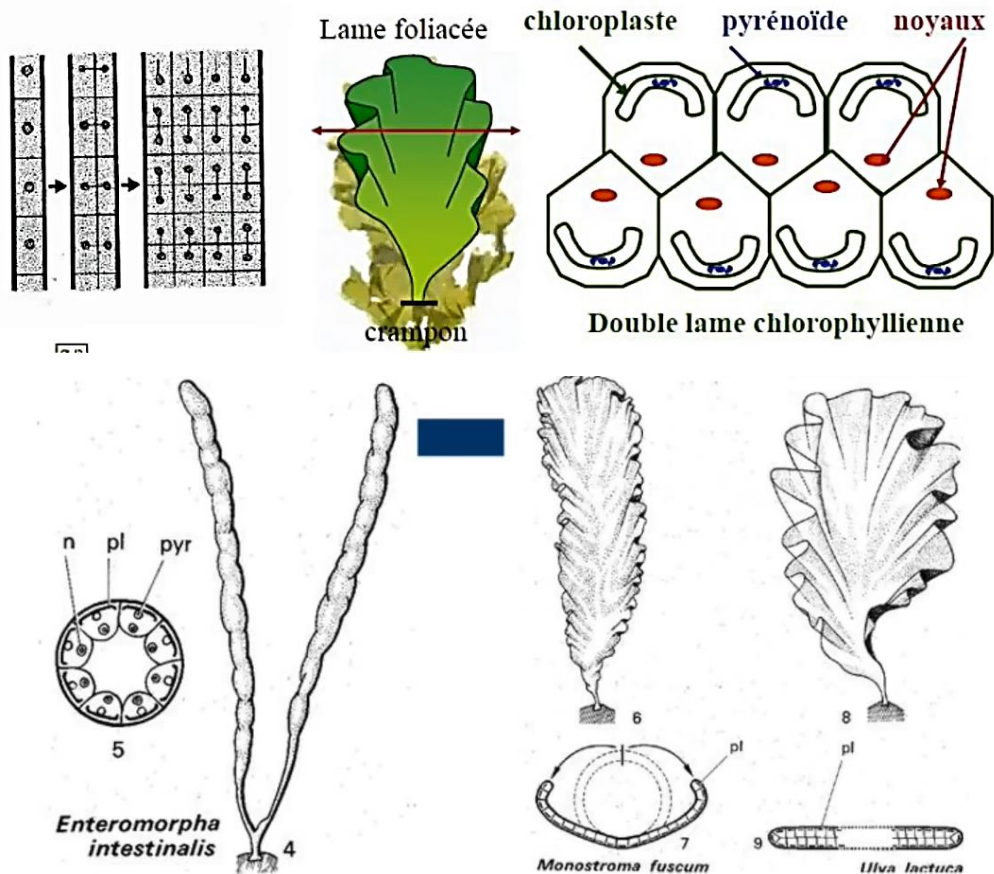 Lame foliacée
crampon
chloroplaste
pyrénoïde
noyaux
Double lame chlorophyllienne
n
pl
pyr
5
Enteromorpha
intestinalis
4
6
8
pl
7
Monostroma fuscum
pl
9
Ulva lactuca